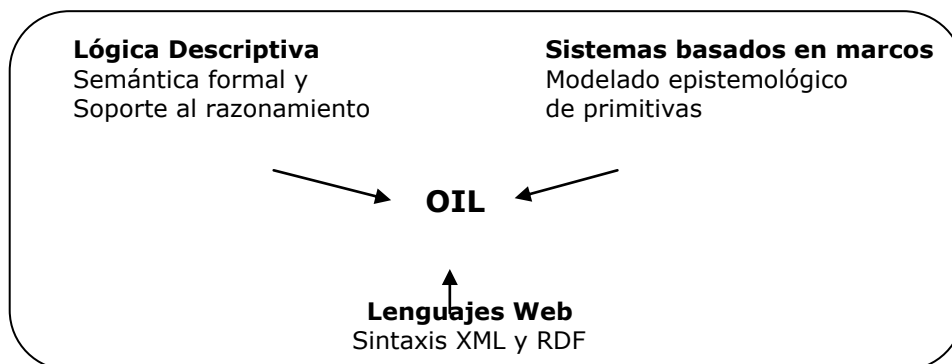 Lógica Descriptiva
Semántica formal y
Soporte al razonamiento
Sistemas basados en marcos
Modelado epistemológico
de primitivas
OIL
Lenguajes Web
Sintaxis XML y RDF